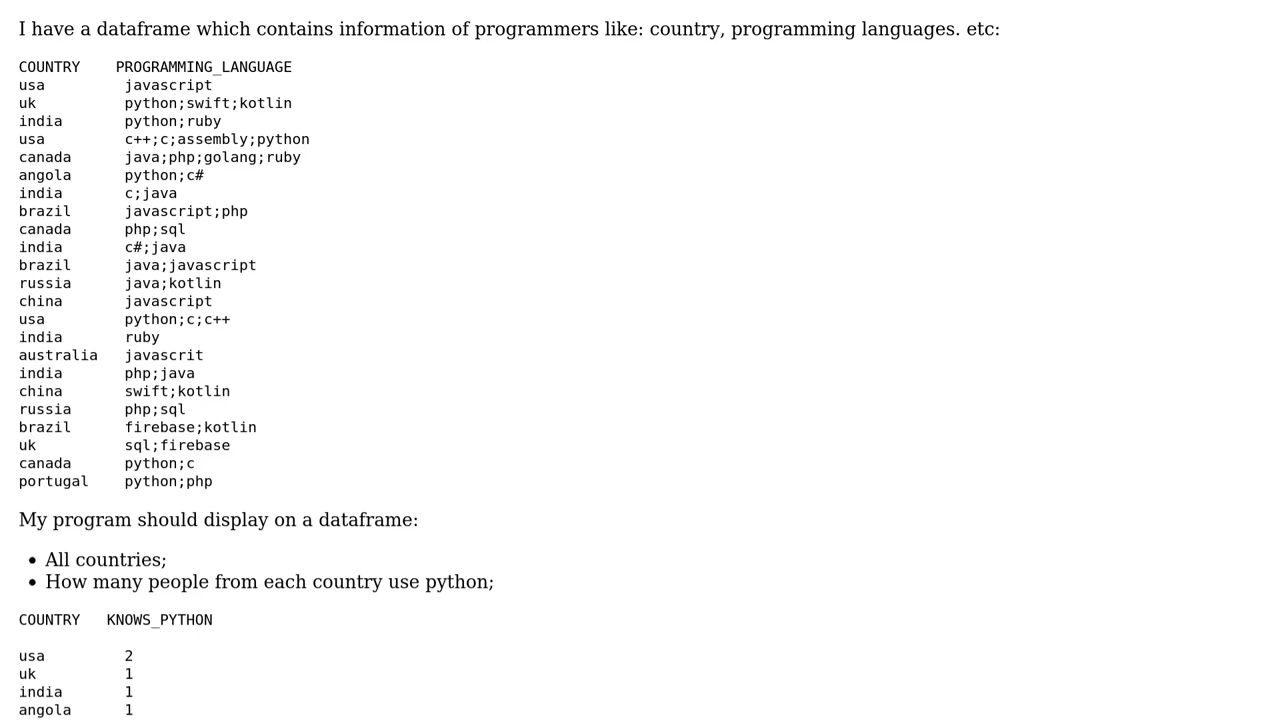 I have a dataframe which contains information of programmers like: country, programming languages. etc:
COUNTRY    PROGRAMMING_LANGUAGE
usa         javascript
uk          python;swift;kotlin
india       python;ruby
usa         c++;c;assembly;python
canada      java;php;golang;ruby
angola      python;c#
india       c;java
brazil      javascript;php
canada      php;sql
india       c#;java
brazil      java;javascript
russia      java;kotlin
china       javascript
usa         python;c;c++
india       ruby
australia   javascrit
india       php;java
china       swift;kotlin
russia      php;sql
brazil      firebase;kotlin
uk          sql;firebase
canada      python;c
portugal    python;php
My program should display on a dataframe:
• All countries;
• How many people from each country use python;
COUNTRY   KNOWS_PYTHON
usa         2
uk          1
india       1
angola      1